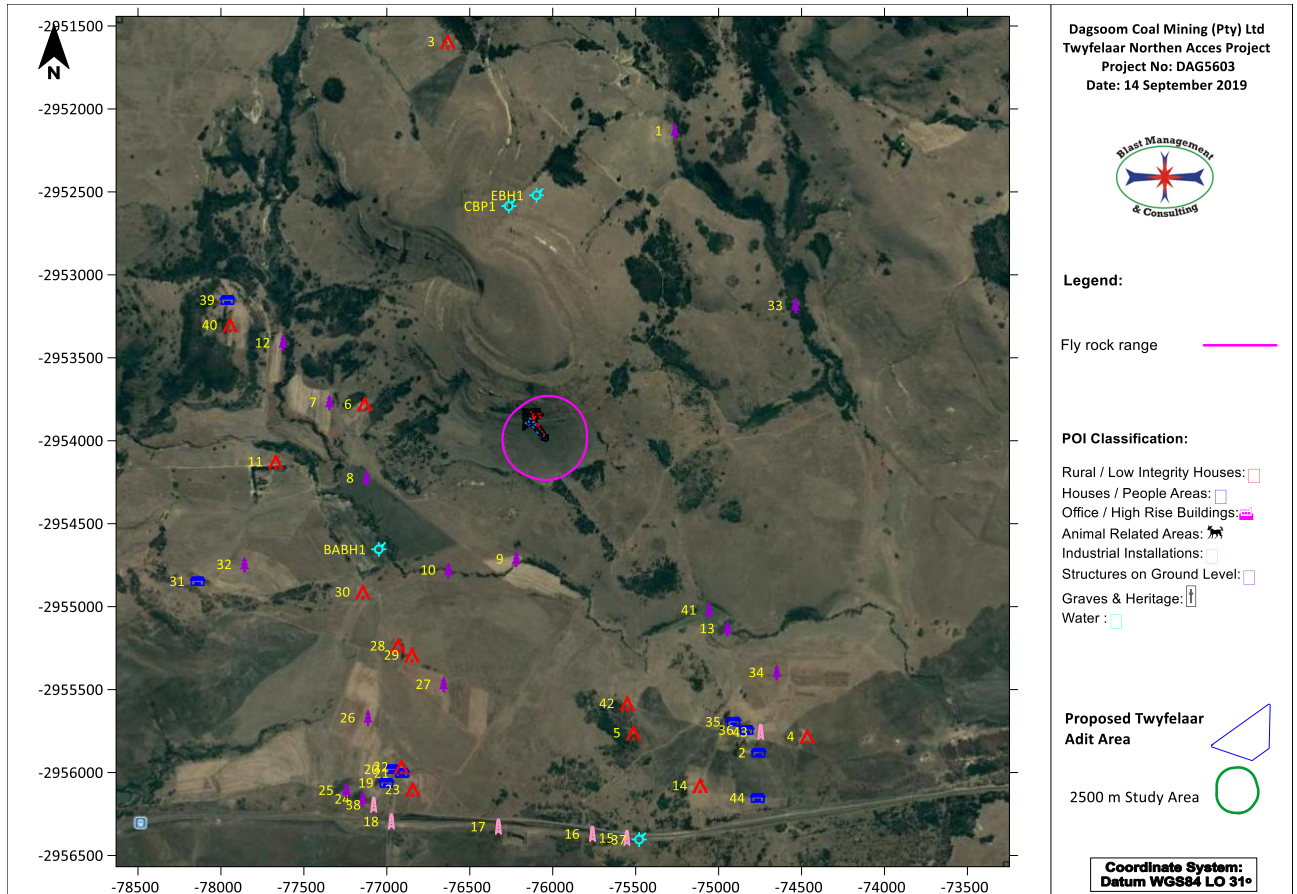 -2951500
-2952000
-2952500
-2953000
-2953500
-2954000
-2954500
-2955000
-2955500
-2956000
-2956500
N
3
1
EBH1
CBP1
33
39
40
12
7
6
11
8
BABH1
9
10
32
31
30
41
13
28
29
34
27
42
26
35
36
43
5
4
2
22
20
21
19
14
23
25
24
44
38
18
17
16
15
37
-78500 -78000 -77500 -77000 -76500 -76000 -75500 -75000 -74500 -74000 -73500
Dagsoom Coal Mining (Pty) Ltd
Twyfelaar Northen Acces Project
Project No: DAG5603
Date: 14 September 2019
Blast Management
& Consulting
Legend:
Fly rock range
POI Classification:
Rural / Low Integrity Houses:
Houses / People Areas:
Office / High Rise Buildings:
Animal Related Areas:
Industrial Installations:
Structures on Ground Level:
Graves & Heritage:
Water :
Proposed Twyfelaar
Adit Area
2500 m Study Area
Coordinate System:
Datum WGS84 LO 31º